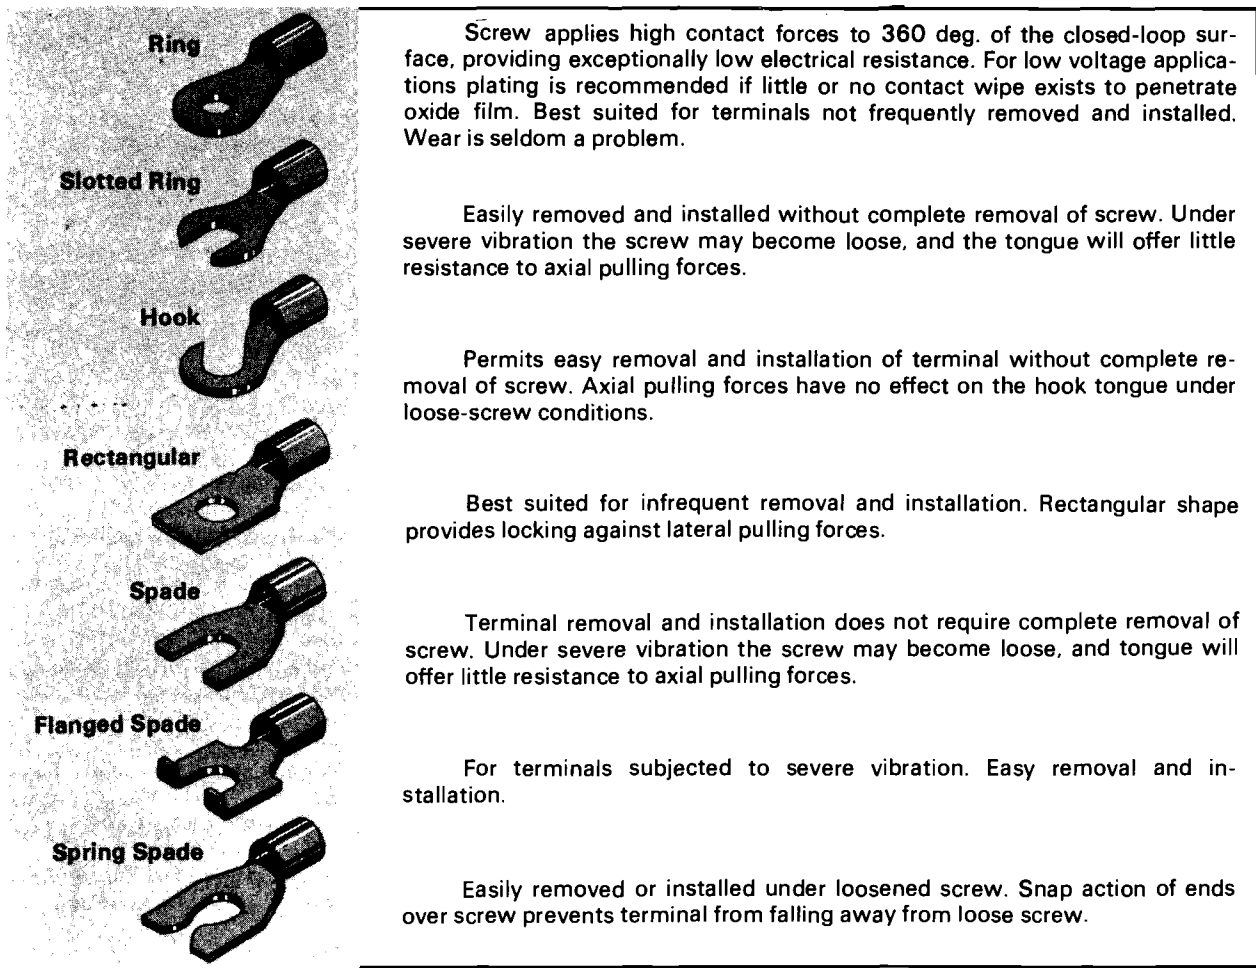 Ring
Screw applies high contact forces to 360 deg. of the closed-loop sur-
face, providing exceptionally low electrical resistance. For low voltage applica-
tions plating is recommended if little or no contact wipe exists to penetrate
oxide film. Best suited for terminals not frequently removed and installed.
Wear is seldom a problem.
Slotted Ring
Easily removed and installed without complete removal of screw. Under
severe vibration the screw may become loose, and the tongue will offer little
resistance to axial pulling forces.
Hook
Permits easy removal and installation of terminal without complete re-
moval of screw. Axial pulling forces have no effect on the hook tongue under
loose-screw conditions.
Rectangular
Best suited for infrequent removal and installation. Rectangular shape
provides locking against lateral pulling forces.
Spade
Terminal removal and installation does not require complete removal of
screw. Under severe vibration the screw may become loose, and tongue will
offer little resistance to axial pulling forces.
Flanged Spade
For terminals subjected to severe vibration. Easy removal and in-
stallation.
Spring Spade
Easily removed or installed under loosened screw. Snap action of ends
over screw prevents terminal from falling away from loose screw.